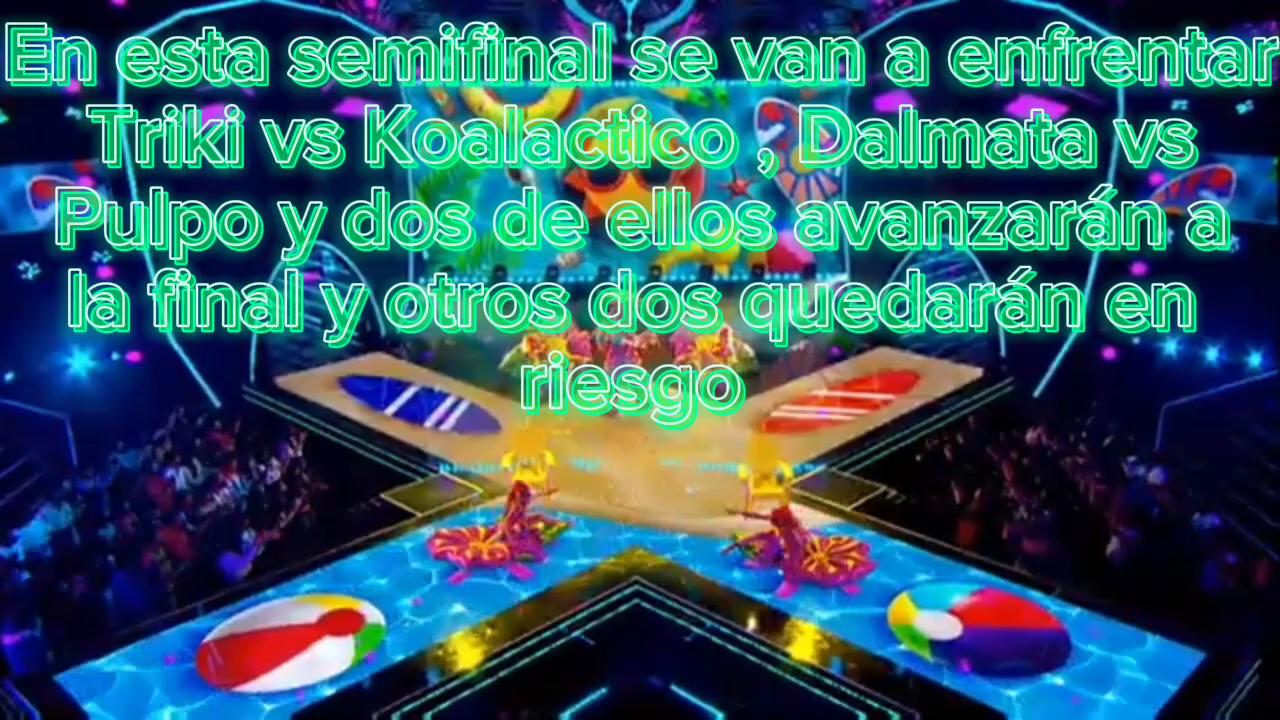 En esta semifinal se van a enfrentar
Triki vs Koalactico , Dalmata vs
Pulpo y dos de ellos avanzarán a
la final y otros dos quedarán en
riesgo